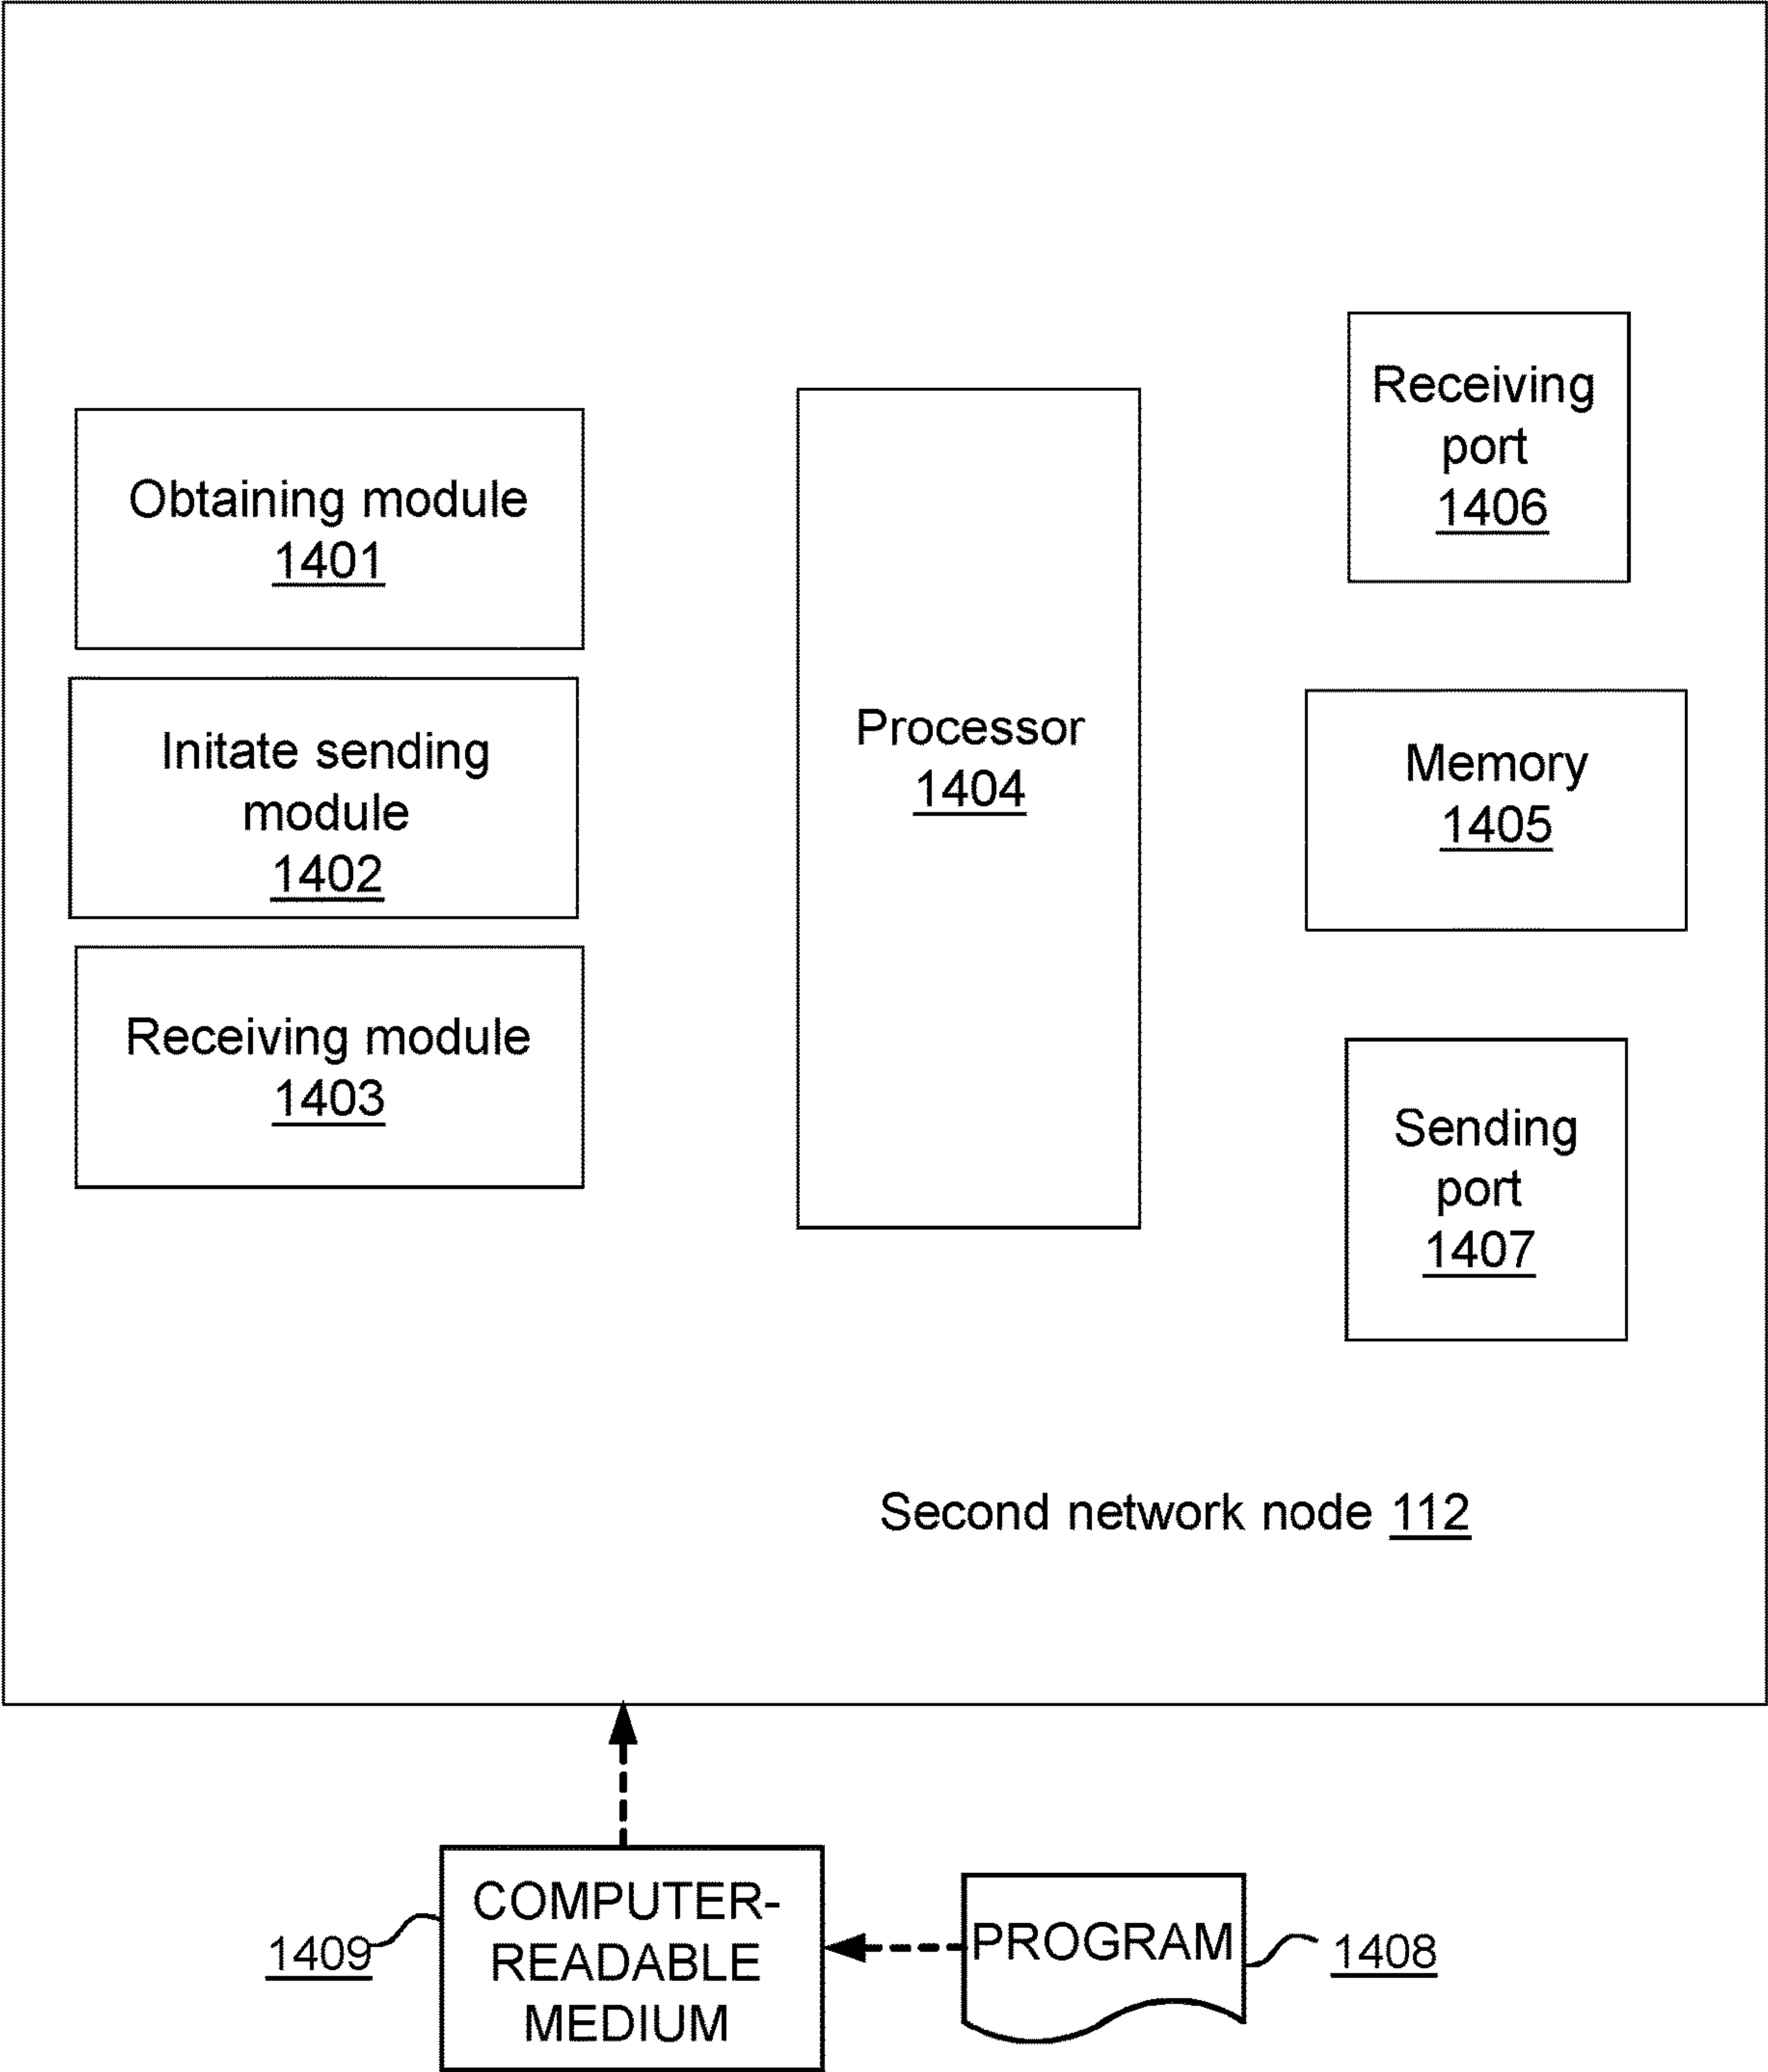 Obtaining module
1401
Initate sending
module
1402
Receiving module
1403
Processor
1404
Receiving
port
1406
Memory
1405
Sending
port
1407
Second network node 112
COMPUTER-
READABLE
MEDIUM
1409
PROGRAM
1408